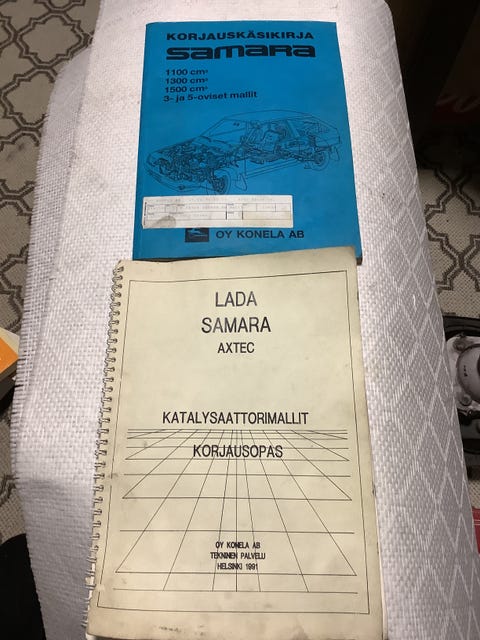 KORJAUSKÄSIKIRJA
samara
1100 cm³
1300 cm³
1500 cm³
3- ja 5-oviset mallit
OY KONELA AB
LADA
SAMARA
AXTEC
KATALYSAATTORIMALLIT
KORJAUSOPAS
OY KONELA AB
TEKNINEN PALVELU
HELSINKI 1991